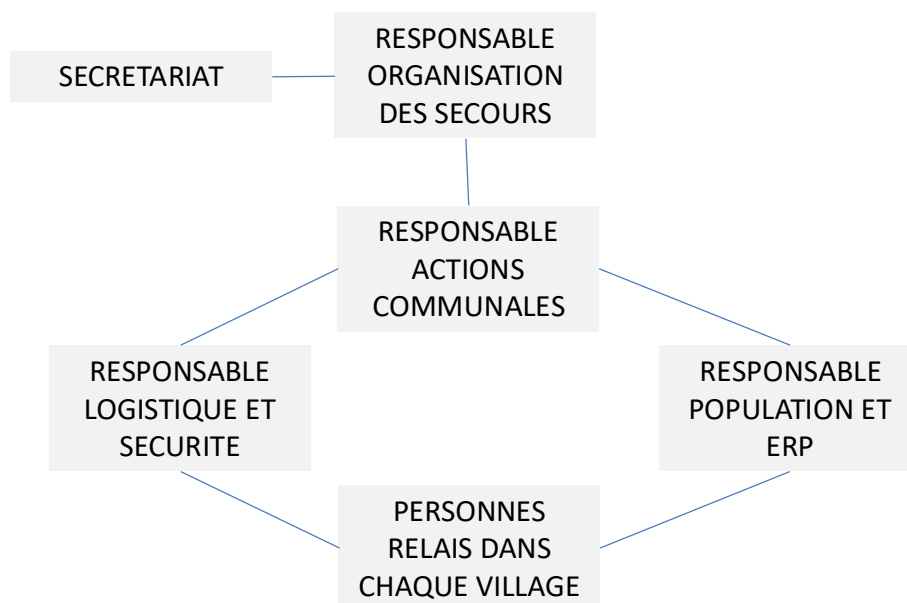 SECRETARIAT
RESPONSABLE
ORGANISATION
DES SECOURS
RESPONSABLE
ACTIONS
COMMUNALES
RESPONSABLE
LOGISTIQUE ET
SECURITE
RESPONSABLE
POPULATION ET
ERP
PERSONNES
RELAIS DANS
CHAQUE VILLAGE